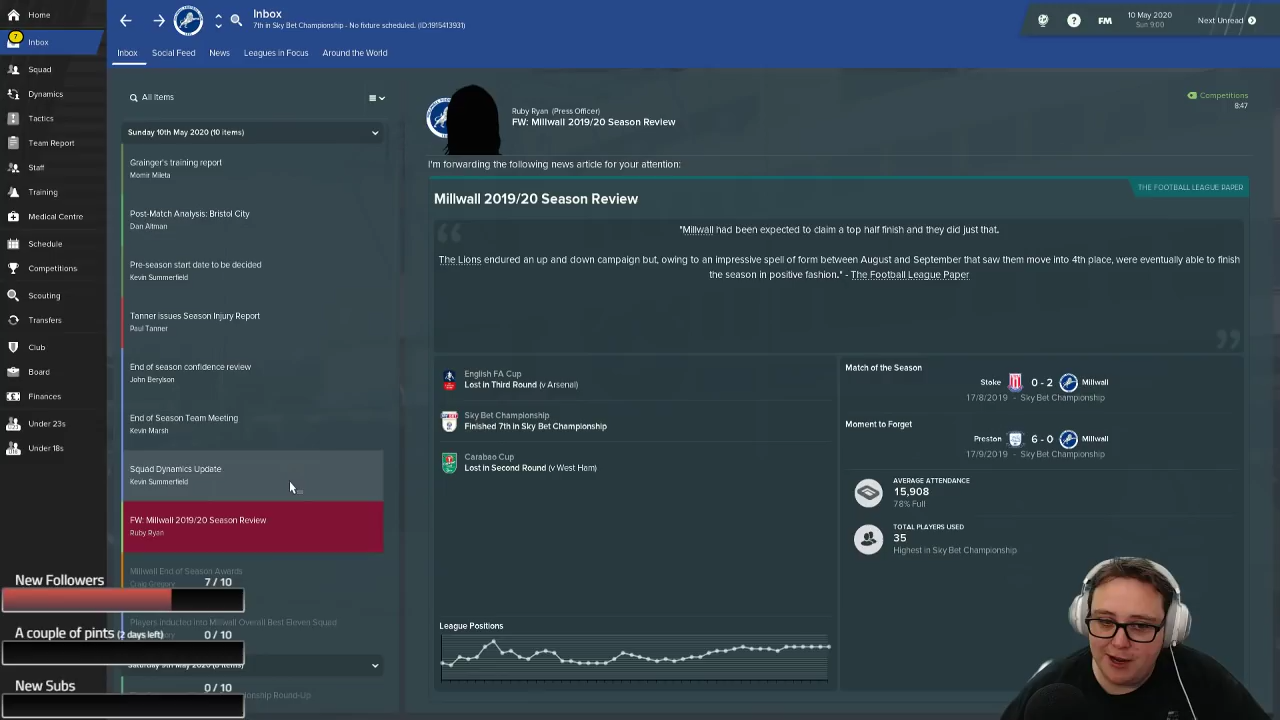 Home
Inbox
7
Squad
Dynamics
Tactics
Team Report
Staff
Training
Medical Centre
Schedule
Competitions
Scouting
Transfers
Club
Board
Finances
Under 23s
Under 18s
Inbox
7th in Sky Bet Championship - No fixture scheduled. (ID:1915413931)
FM
10 May 2020
Sun 9:00
Next Unread
Inbox
Social Feed
News
Leagues in Focus
Around the World
All Items
Sunday 10th May 2020 (10 items)
Grainger's training report
Momir Mileta
Post-Match Analysis: Bristol City
Dan Altman
Pre-season start date to be decided
Kevin Summerfield
Tanner issues Season Injury Report
Paul Tanner
End of season confidence review
John Berylson
End of Season Team Meeting
Kevin Marsh
Squad Dynamics Update
Kevin Summerfield
FW: Millwall 2019/20 Season Review
Ruby Ryan
Millwall End of Season Awards
Craig Gregory
Players inducted into Millwall Overall Best Eleven Squad
New Followers
7 / 10
A couple of pints (2 days left)
0 / 10
New Subs
0 / 10
Ruby Ryan (Press Officer)
FW: Millwall 2019/20 Season Review
Competitions
8:47
I'm forwarding the following news article for your attention:
THE FOOTBALL LEAGUE PAPER
Millwall 2019/20 Season Review
"Millwall had been expected to claim a top half finish and they did just that.
The Lions endured an up and down campaign but, owing to an impressive spell of form between August and September that saw them move into 4th place, were eventually able to finish
the season in positive fashion." - The Football League Paper
English FA Cup
Lost in Third Round (v Arsenal)
Sky Bet Championship
Finished 7th in Sky Bet Championship
Carabao Cup
Lost in Second Round (v West Ham)
League Positions
Match of the Season
Stoke 0 - 2 Millwall
17/8/2019 - Sky Bet Championship
Moment to Forget
Preston 6 - 0 Millwall
17/9/2019 - Sky Bet Championship
AVERAGE ATTENDANCE
15,908
78% Full
TOTAL PLAYERS USED
35
Highest in Sky Bet Championship